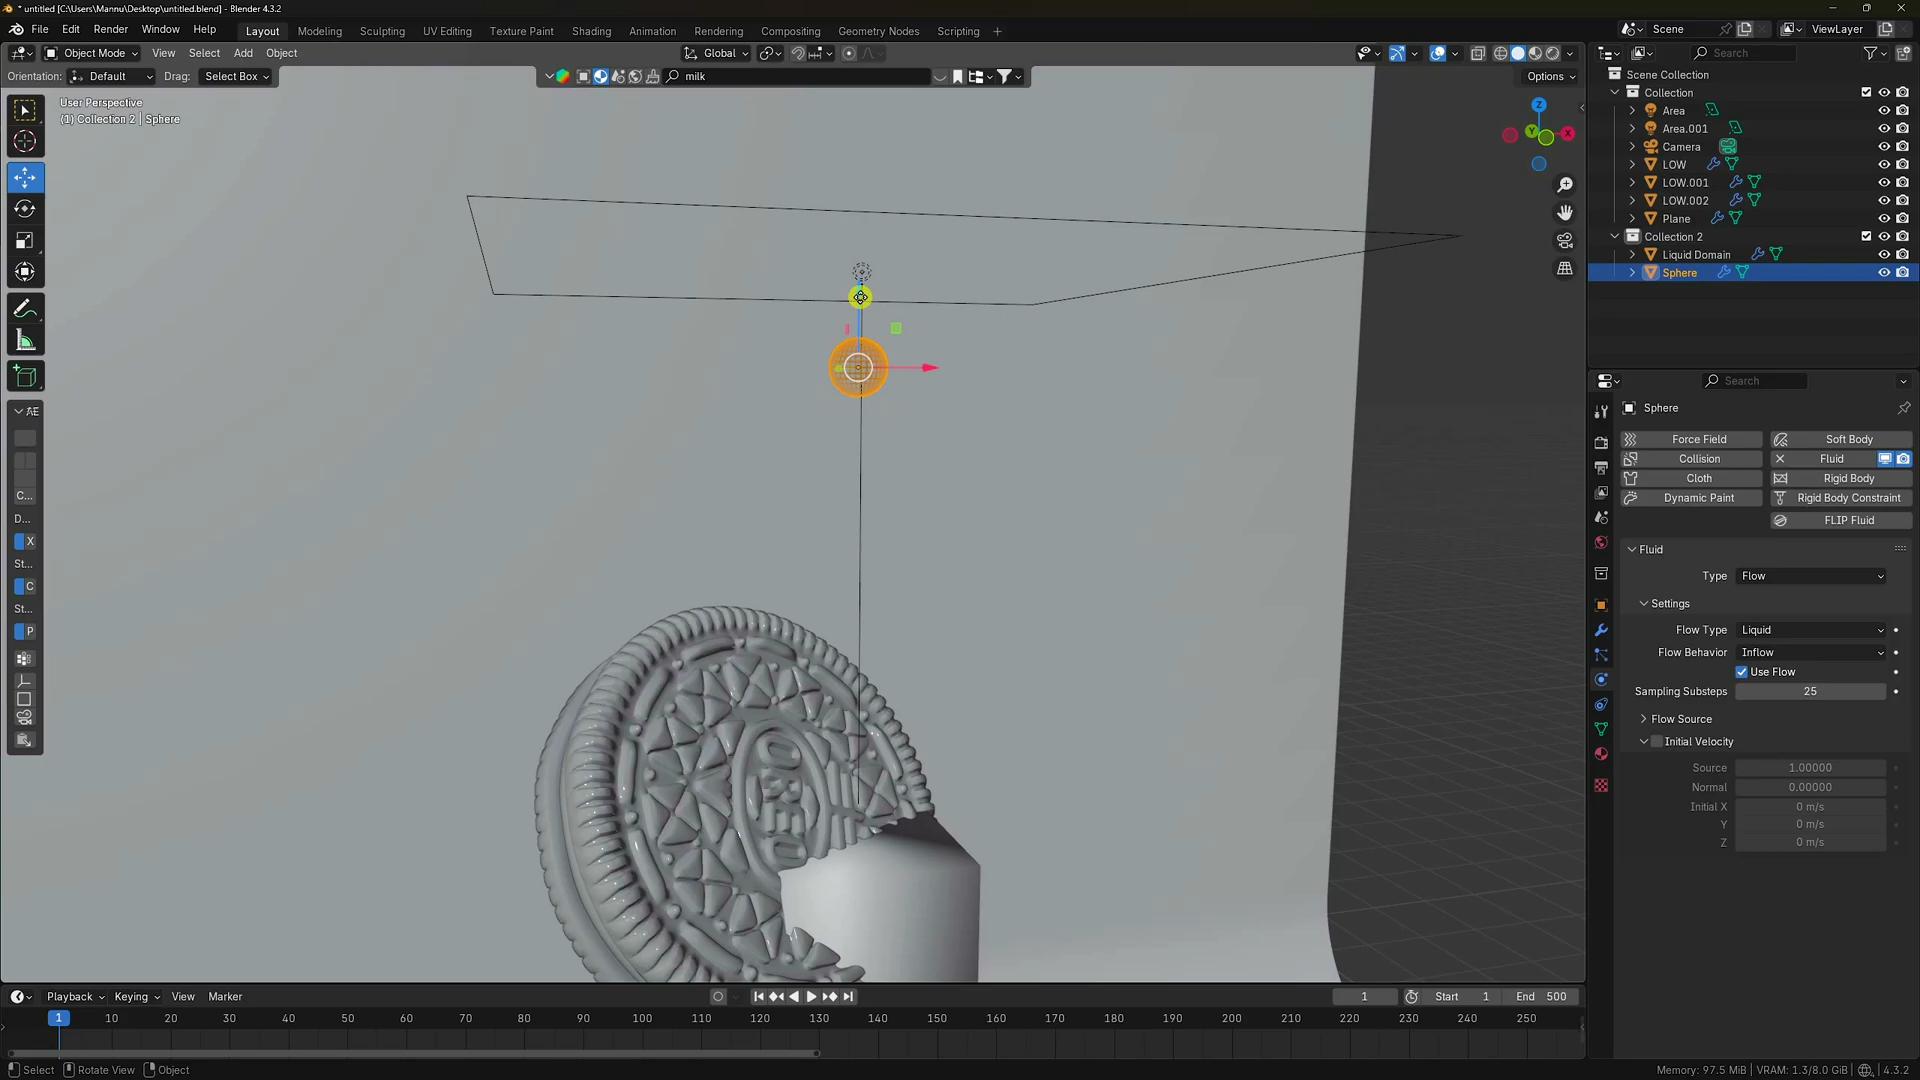 * untitled [C:\Users\Mannu\Desktop\untitled.blend] - Blender 4.3.2
File Edit Render Window Help
Layout Modeling Sculpting UV Editing Texture Paint Shading Animation Rendering Compositing Geometry Nodes Scripting +
Scene ViewLayer
Object Mode View Select Add Object
Global
Search
Orientation: Default Drag: Select Box
milk
Options
User Perspective
(1) Collection 2 | Sphere
Scene Collection
Collection
Area
Area.001
Camera
LOW
LOW.001
LOW.002
Plane
Collection 2
Liquid Domain
Sphere
Z
Y
X
AE
C...
D...
X
St...
C
St...
P
OREO
Search
Sphere
Force Field Soft Body
Collision Fluid
Cloth Rigid Body
Dynamic Paint Rigid Body Constraint
FLIP Fluid
Fluid
Type Flow
Settings
Flow Type Liquid
Flow Behavior Inflow
Use Flow
Sampling Substeps 25
Flow Source
Initial Velocity
Source 1.00000
Normal 0.00000
Initial X 0 m/s
Y 0 m/s
Z 0 m/s
Playback Keying View Marker
1 Start 1 End 500
1 10 20 30 40 50 60 70 80 90 100 110 120 130 140 150 160 170 180 190 200 210 220 230 240 250
Select Rotate View Object
Memory: 97.5 MiB | VRAM: 1.3/8.0 GiB | 4.3.2